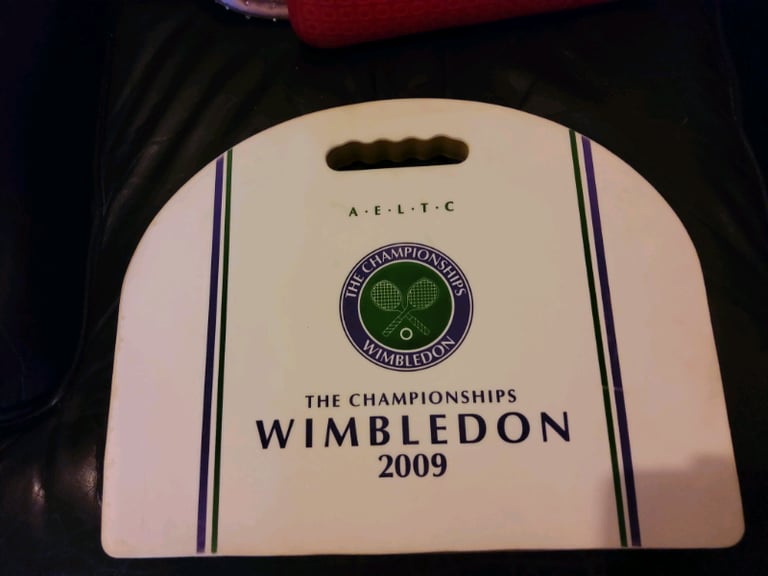 A·E·L·T·C
THE CHAMPIONSHIPS
WIMBLEDON
THE CHAMPIONSHIPS
WIMBLEDON
2009